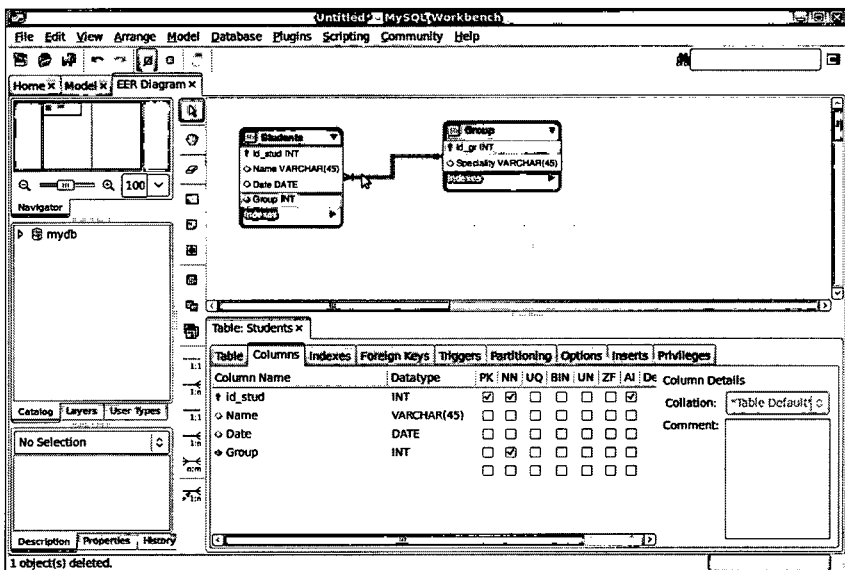 Untitled* - MySQL Workbench
File Edit View Arrange Model Database Plugins Scripting Community Help
Home × Model × EER Diagram ×
100
Navigator
mydb
Catalog Layers User Types
No Selection
Description Properties History
1 object(s) deleted.
1:1
1:n
1:1
1:n
n:m
1:n
Students
id_stud INT
Name VARCHAR(45)
Date DATE
Group INT
Indexes
Group
id_gr INT
Speciality VARCHAR(45)
Indexes
Table: Students ×
Table Columns Indexes Foreign Keys Triggers Partitioning Options Inserts Privileges
Column Name Datatype PK NN UQ BIN UN ZF AI De
id_stud INT
Name VARCHAR(45)
Date DATE
Group INT
Column Details
Collation: *Table Default*
Comment: